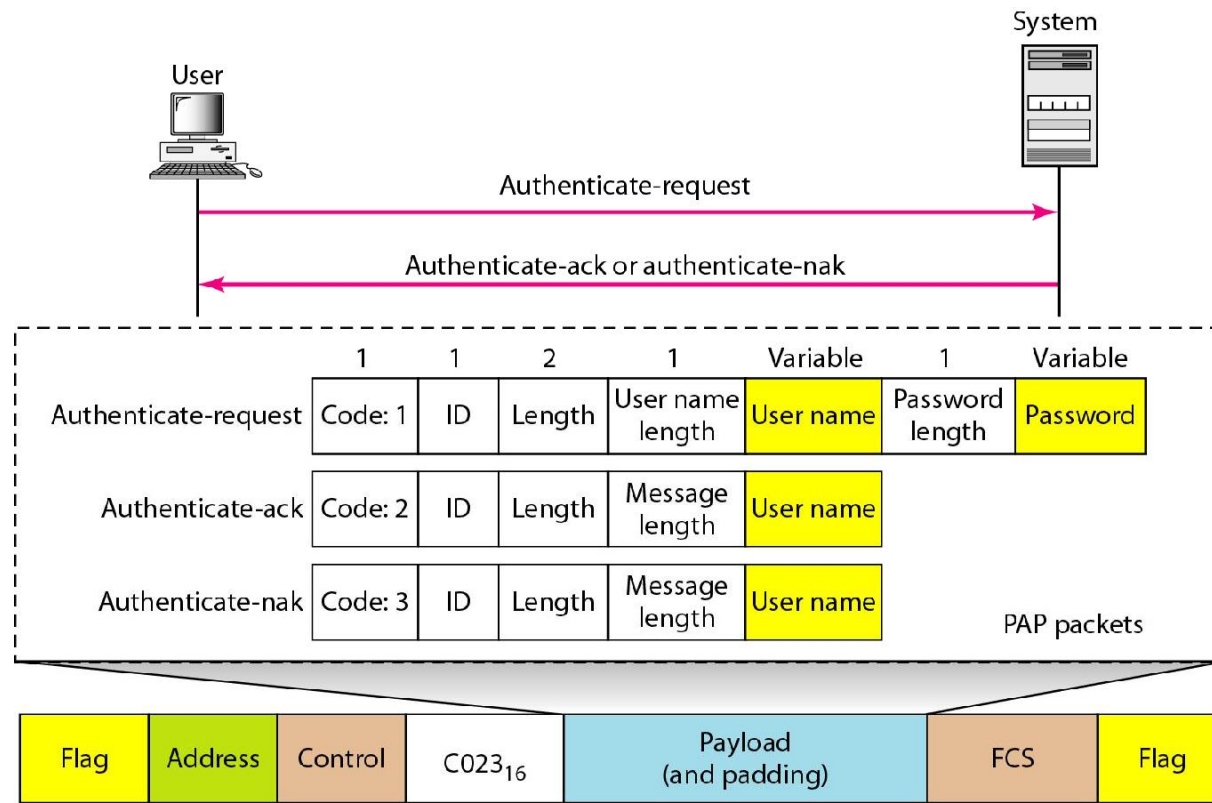 System
User
Authenticate-request
Authenticate-ack or authenticate-nak
1 1 2 1 Variable 1 Variable
Authenticate-request Code: 1 ID Length User name length User name Password length Password
Authenticate-ack Code: 2 ID Length Message length User name
Authenticate-nak Code: 3 ID Length Message length User name
PAP packets
Flag Address Control C023₁₆ Payload (and padding) FCS Flag